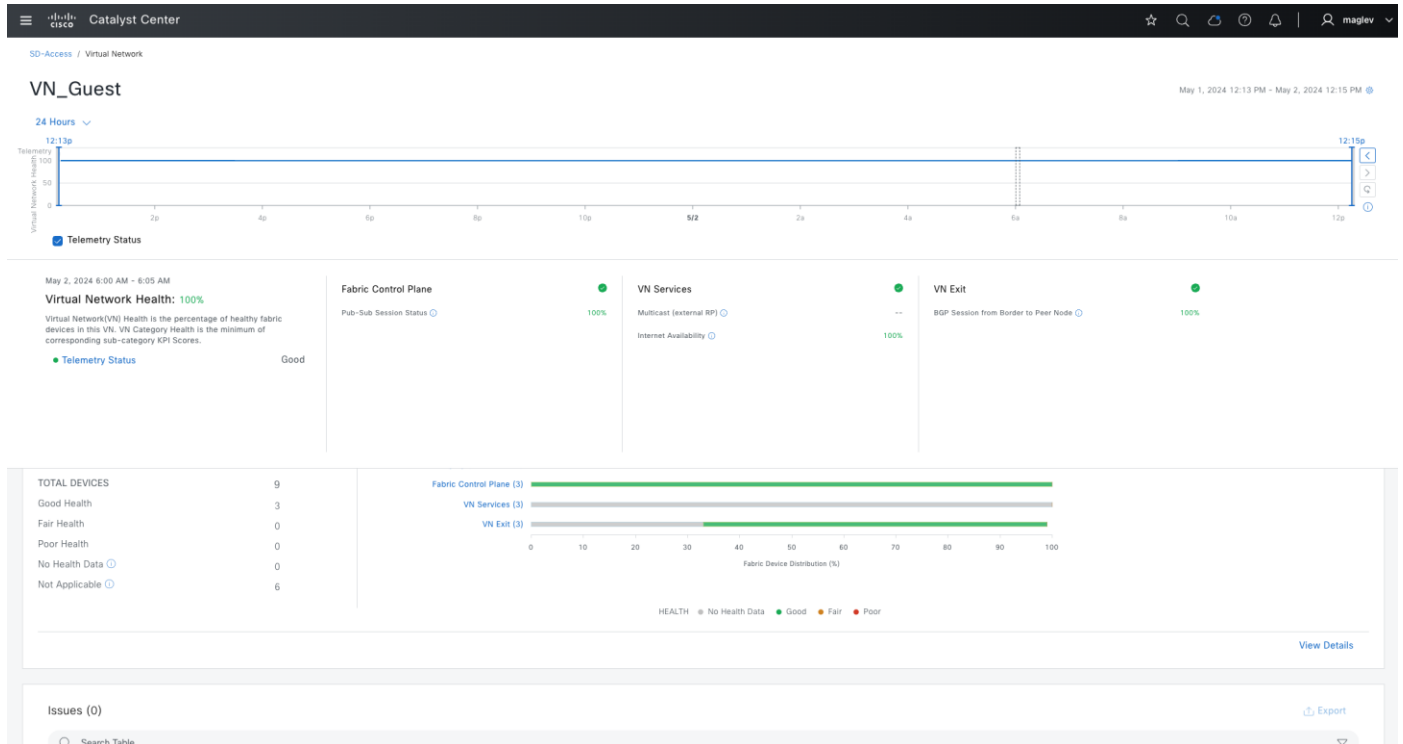 cisco Catalyst Center
maglev
SD-Access / Virtual Network
VN_Guest
May 1, 2024 12:13 PM - May 2, 2024 12:15 PM
24 Hours
12:13p
12:15p
Telemetry
Virtual Network Health
100
50
0
2p 4p 6p 8p 10p 5/2 2a 4a 6a 8a 10a 12p
Telemetry Status
May 2, 2024 6:00 AM - 6:05 AM
Virtual Network Health: 100%
Virtual Network(VN) Health is the percentage of healthy fabric
devices in this VN. VN Category Health is the minimum of
corresponding sub-category KPI Scores.
Telemetry Status Good
Fabric Control Plane
Pub-Sub Session Status 100%
VN Services
Multicast (external RP) --
Internet Availability 100%
VN Exit
BGP Session from Border to Peer Node 100%
TOTAL DEVICES 9
Good Health 3
Fair Health 0
Poor Health 0
No Health Data 0
Not Applicable 6
Fabric Control Plane (3)
VN Services (3)
VN Exit (3)
0 10 20 30 40 50 60 70 80 90 100
Fabric Device Distribution (%)
HEALTH No Health Data Good Fair Poor
View Details
Issues (0)
Export
Search Table